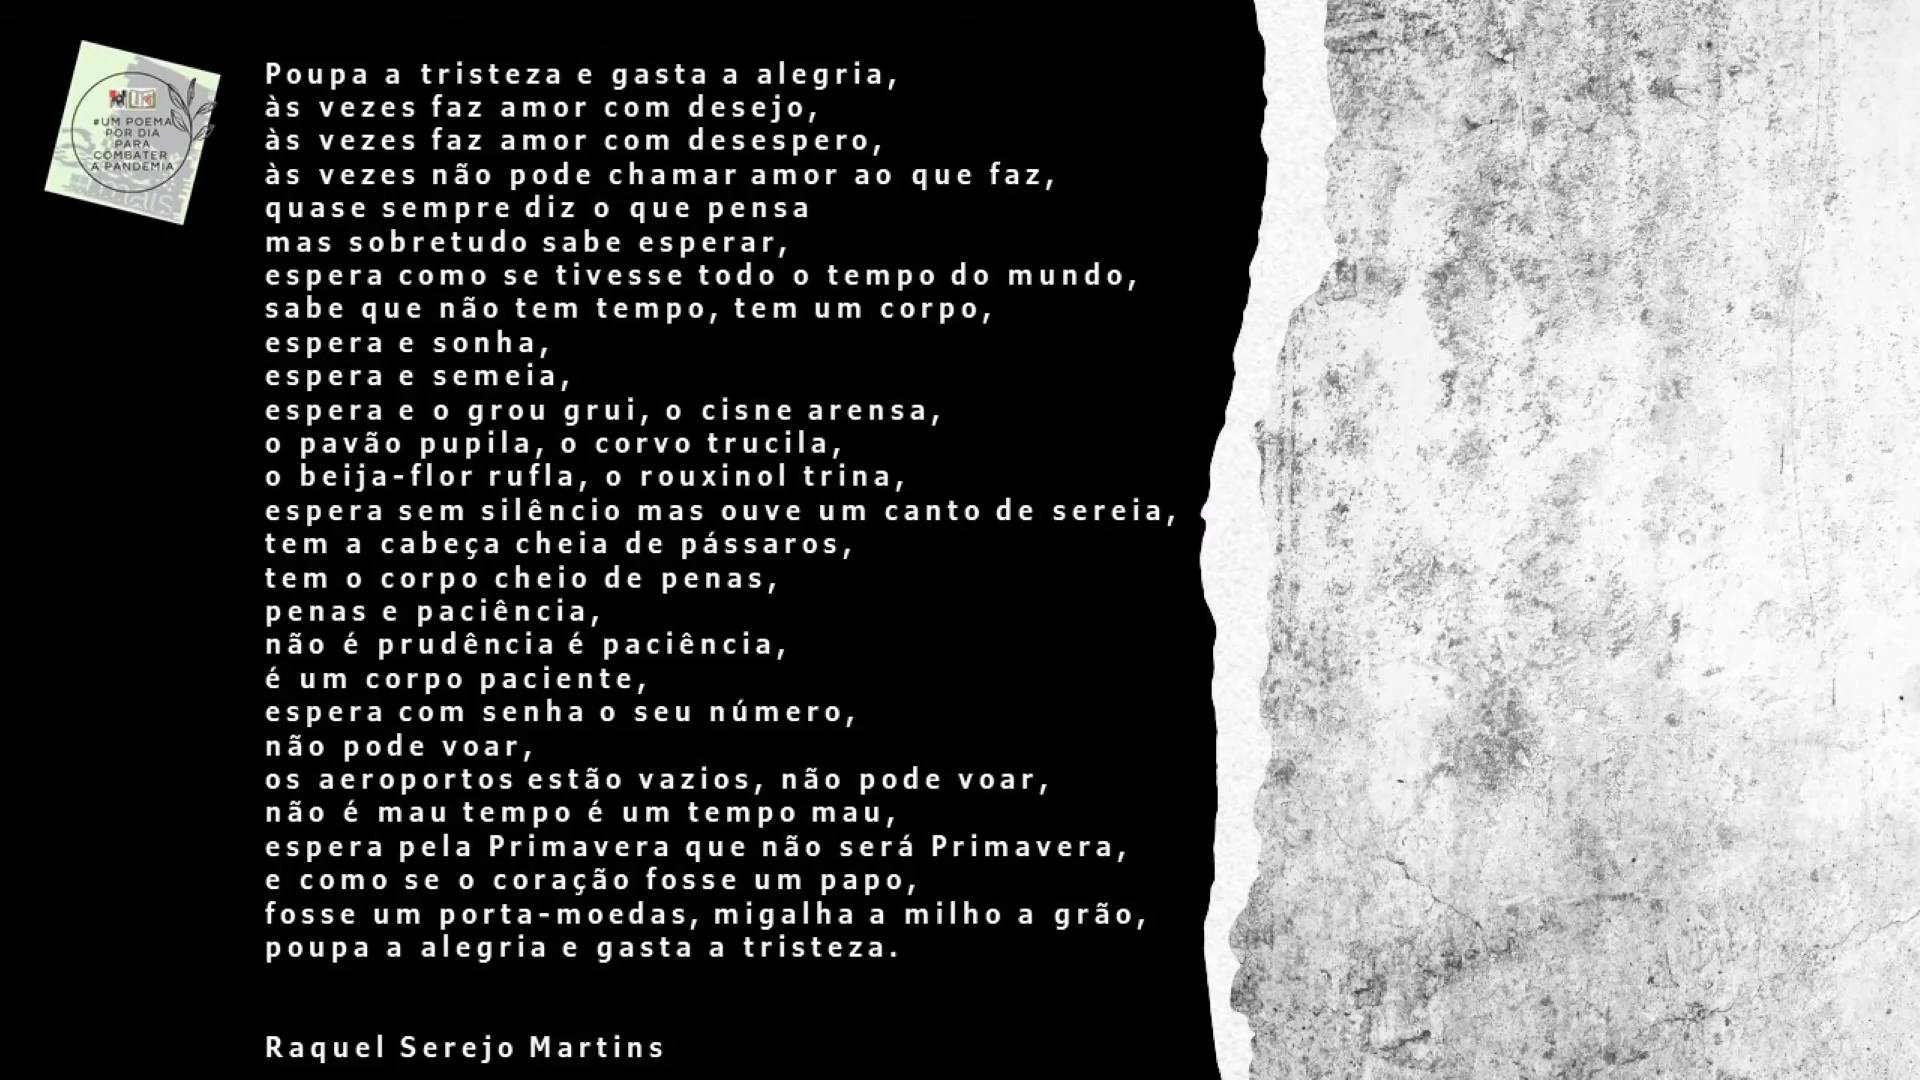 #UM POEMA
POR DIA
PARA
COMBATER
A PANDEMIA
Poupa a tristeza e gasta a alegria,
às vezes faz amor com desejo,
às vezes faz amor com desespero,
às vezes não pode chamar amor ao que faz,
quase sempre diz o que pensa
mas sobretudo sabe esperar,
espera como se tivesse todo o tempo do mundo,
sabe que não tem tempo, tem um corpo,
espera e sonha,
espera e semeia,
espera e o grou grui, o cisne arensa,
o pavão pupila, o corvo trucila,
o beija-flor rufla, o rouxinol trina,
espera sem silêncio mas ouve um canto de sereia,
tem a cabeça cheia de pássaros,
tem o corpo cheio de penas,
penas e paciência,
não é prudência é paciência,
é um corpo paciente,
espera com senha o seu número,
não pode voar,
os aeroportos estão vazios, não pode voar,
não é mau tempo é um tempo mau,
espera pela Primavera que não será Primavera,
e como se o coração fosse um papo,
fosse um porta-moedas, migalha a milho a grão,
poupa a alegria e gasta a tristeza.
Raquel Serejo Martins